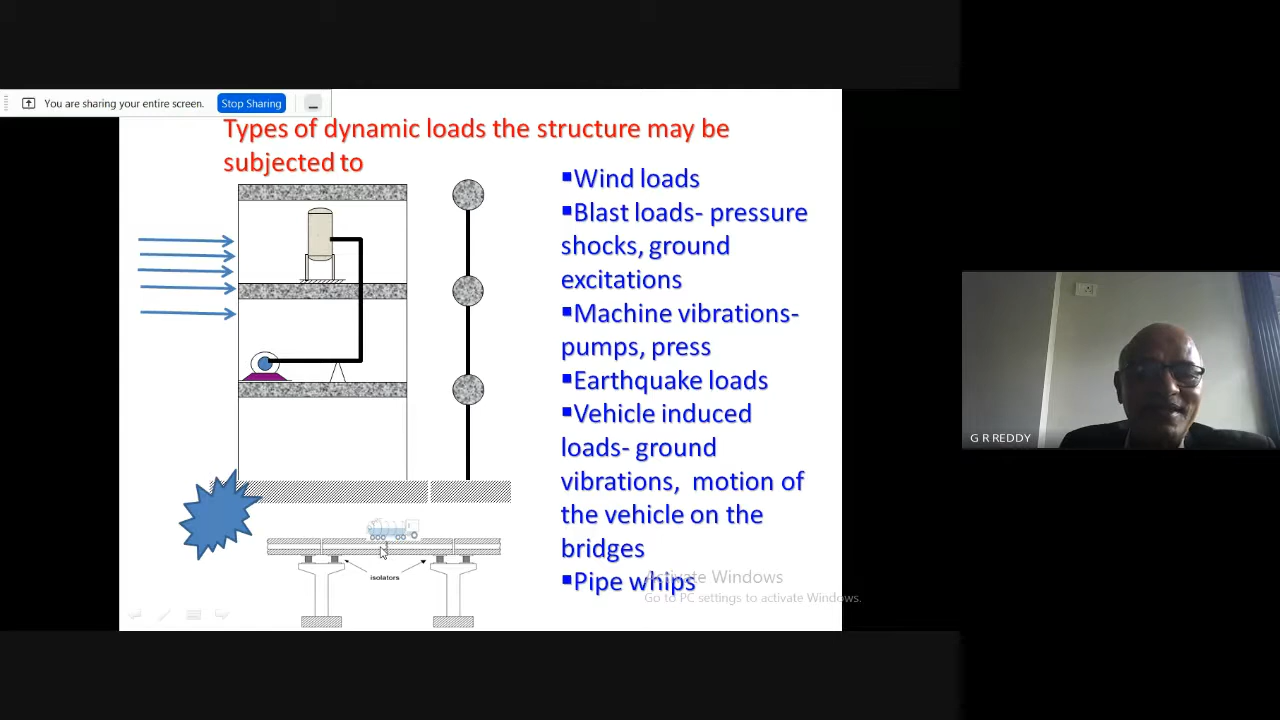 You are sharing your entire screen. Stop Sharing
Types of dynamic loads the structure may be
subjected to
▪Wind loads
▪Blast loads- pressure
shocks, ground
excitations
▪Machine vibrations-
pumps, press
▪Earthquake loads
▪Vehicle induced
loads- ground
vibrations, motion of
the vehicle on the
bridges
▪Pipe whips
isolators
Activate Windows
Go to PC settings to activate Windows.
G R REDDY